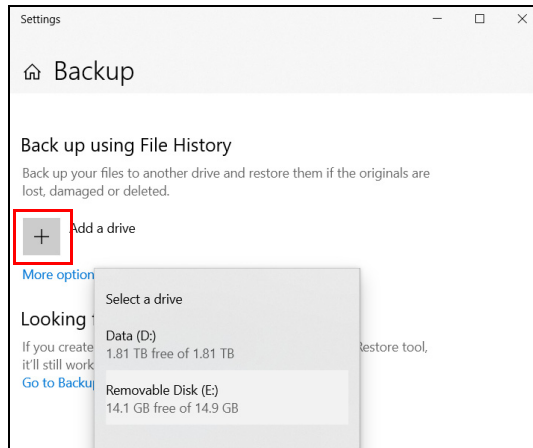 Settings
Backup
Back up using File History
Back up your files to another drive and restore them if the originals are
lost, damaged or deleted.
Add a drive
More option
Select a drive
Looking
Data (D:)
If you create
1.81 TB free of 1.81 TB
Restore tool,
it'll still work
Removable Disk (E:)
Go to Backu
14.1 GB free of 14.9 GB